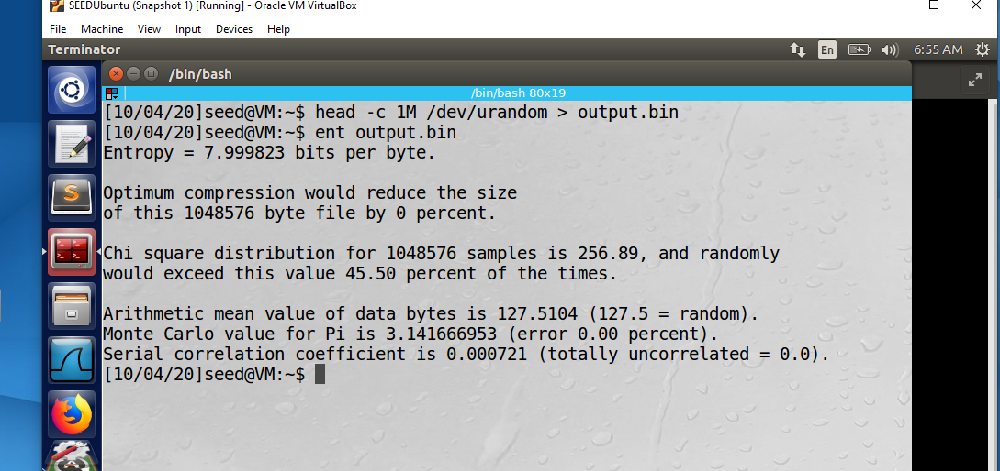 SEEDUbuntu (Snapshot 1) [Running] - Oracle VM VirtualBox
File Machine View Input Devices Help
Terminator En 6:55 AM
/bin/bash
/bin/bash 80x19
[10/04/20]seed@VM:~$ head -c 1M /dev/urandom > output.bin
[10/04/20]seed@VM:~$ ent output.bin
Entropy = 7.999823 bits per byte.
Optimum compression would reduce the size
of this 1048576 byte file by 0 percent.
Chi square distribution for 1048576 samples is 256.89, and randomly
would exceed this value 45.50 percent of the times.
Arithmetic mean value of data bytes is 127.5104 (127.5 = random).
Monte Carlo value for Pi is 3.141666953 (error 0.00 percent).
Serial correlation coefficient is 0.000721 (totally uncorrelated = 0.0).
[10/04/20]seed@VM:~$